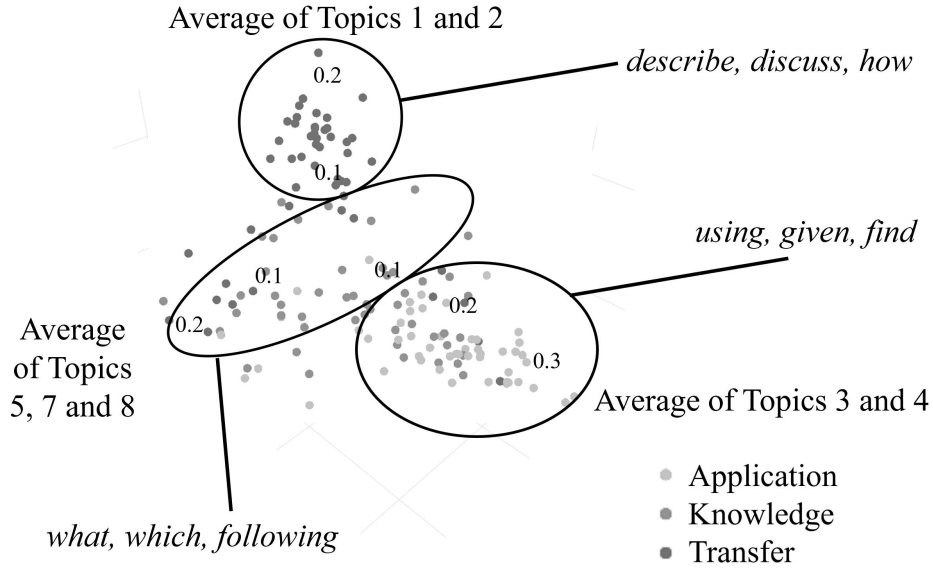 Average of Topics 1 and 2
describe, discuss, how
0.2
0.1
using, given, find
0.1
0.1
0.2
0.2
Average
of Topics
5, 7 and 8
0.3
Average of Topics 3 and 4
Application
Knowledge
Transfer
what, which, following